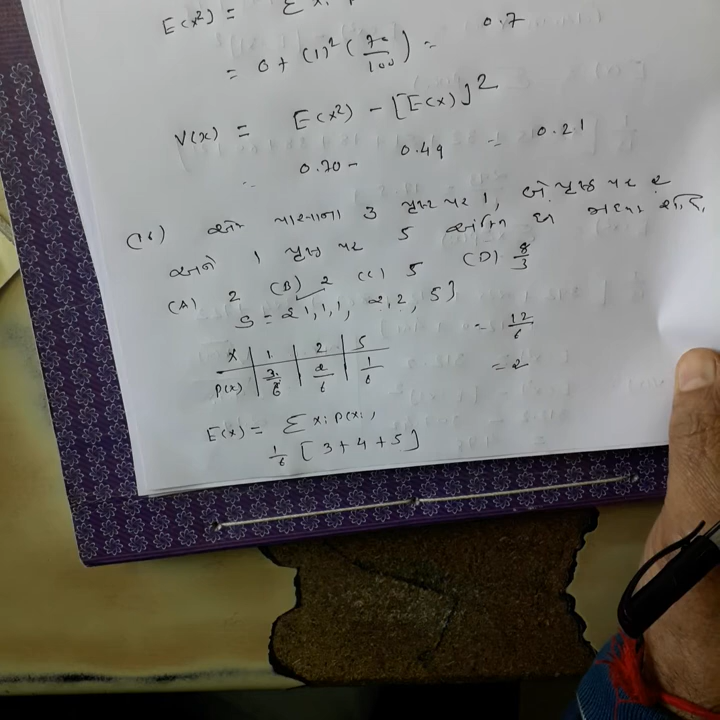 E(x²) = Σ xᵢ
= 0 + (1)² (70/100) = 0.7
V(x) = E(x²) - [E(x)]²
0.70 - 0.49 = 0.21
(16) પાસાના 3 પૃષ્ઠ પર 1, બે પૃષ્ઠ પર 2
અને 1 પૃષ્ઠ પર 5 અંકિત
(A) 2 (B) 2 (C) 5 (D) 8/3
S = {1, 1, 1, 2, 2, 5}
X 1 2 5
P(x) 3/6 2/6 1/6
E(x) = Σ xᵢ P(xᵢ)
1/6 [3 + 4 + 5]
= 12/6
= 2